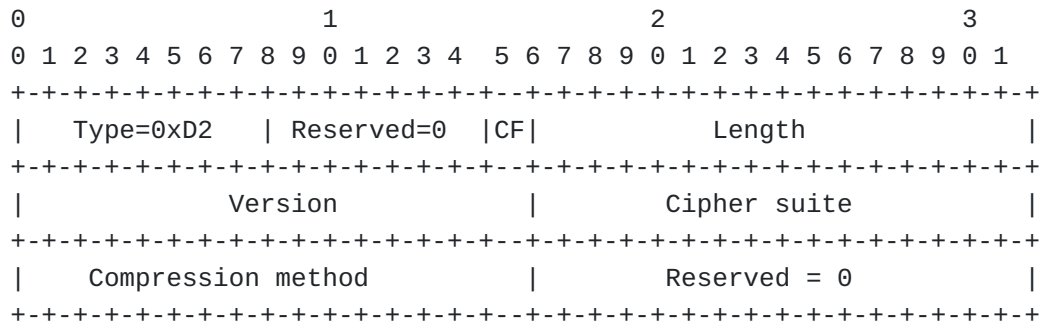 0                   1                    2                   3
0 1 2 3 4 5 6 7 8 9 0 1 2 3 4  5 6 7 8 9 0 1 2 3 4 5 6 7 8 9 0 1
+-+-+-+-+-+-+-+-+-+-+-+-+-+-+-+--+-+-+-+-+-+-+-+-+-+-+-+-+-+-+-+-+
|   Type=0xD2   | Reserved=0  |CF|           Length              |
+-+-+-+-+-+-+-+-+-+-+-+-+-+-+-+--+-+-+-+-+-+-+-+-+-+-+-+-+-+-+-+-+
|             Version            |        Cipher suite           |
+-+-+-+-+-+-+-+-+-+-+-+-+-+-+-+--+-+-+-+-+-+-+-+-+-+-+-+-+-+-+-+-+
|    Compression method          |        Reserved = 0           |
+-+-+-+-+-+-+-+-+-+-+-+-+-+-+-+--+-+-+-+-+-+-+-+-+-+-+-+-+-+-+-+-+